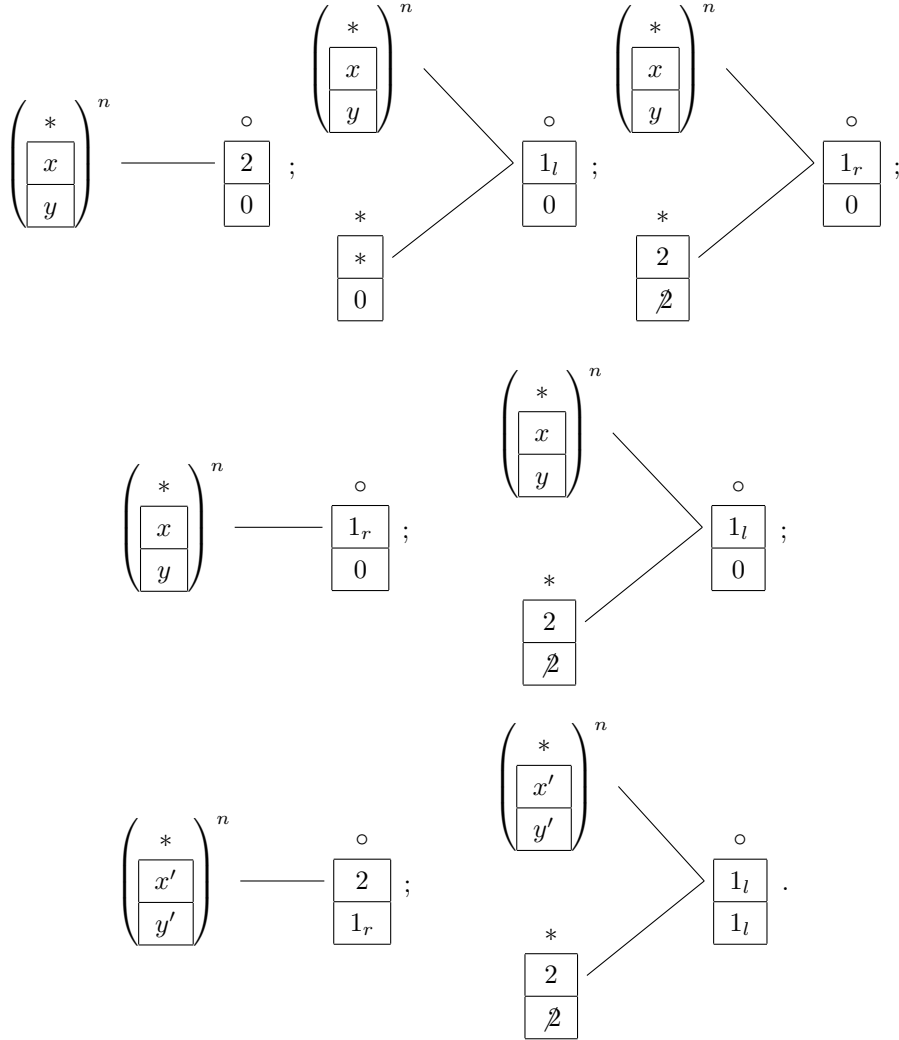 n n
* *
x x
n y y
* ∘ ∘ ∘
x 2 ; 1_l ; 1_r ;
y 0 0 0
* *
* 2
0 2̸
n
*
x
n y
* ∘ ∘
x 1_r ; 1_l ;
y 0 0
*
2
2̸
n
*
x′
n y′
* ∘ ∘
x′ 2 ; 1_l .
y′ 1_r 1_l
*
2
2̸